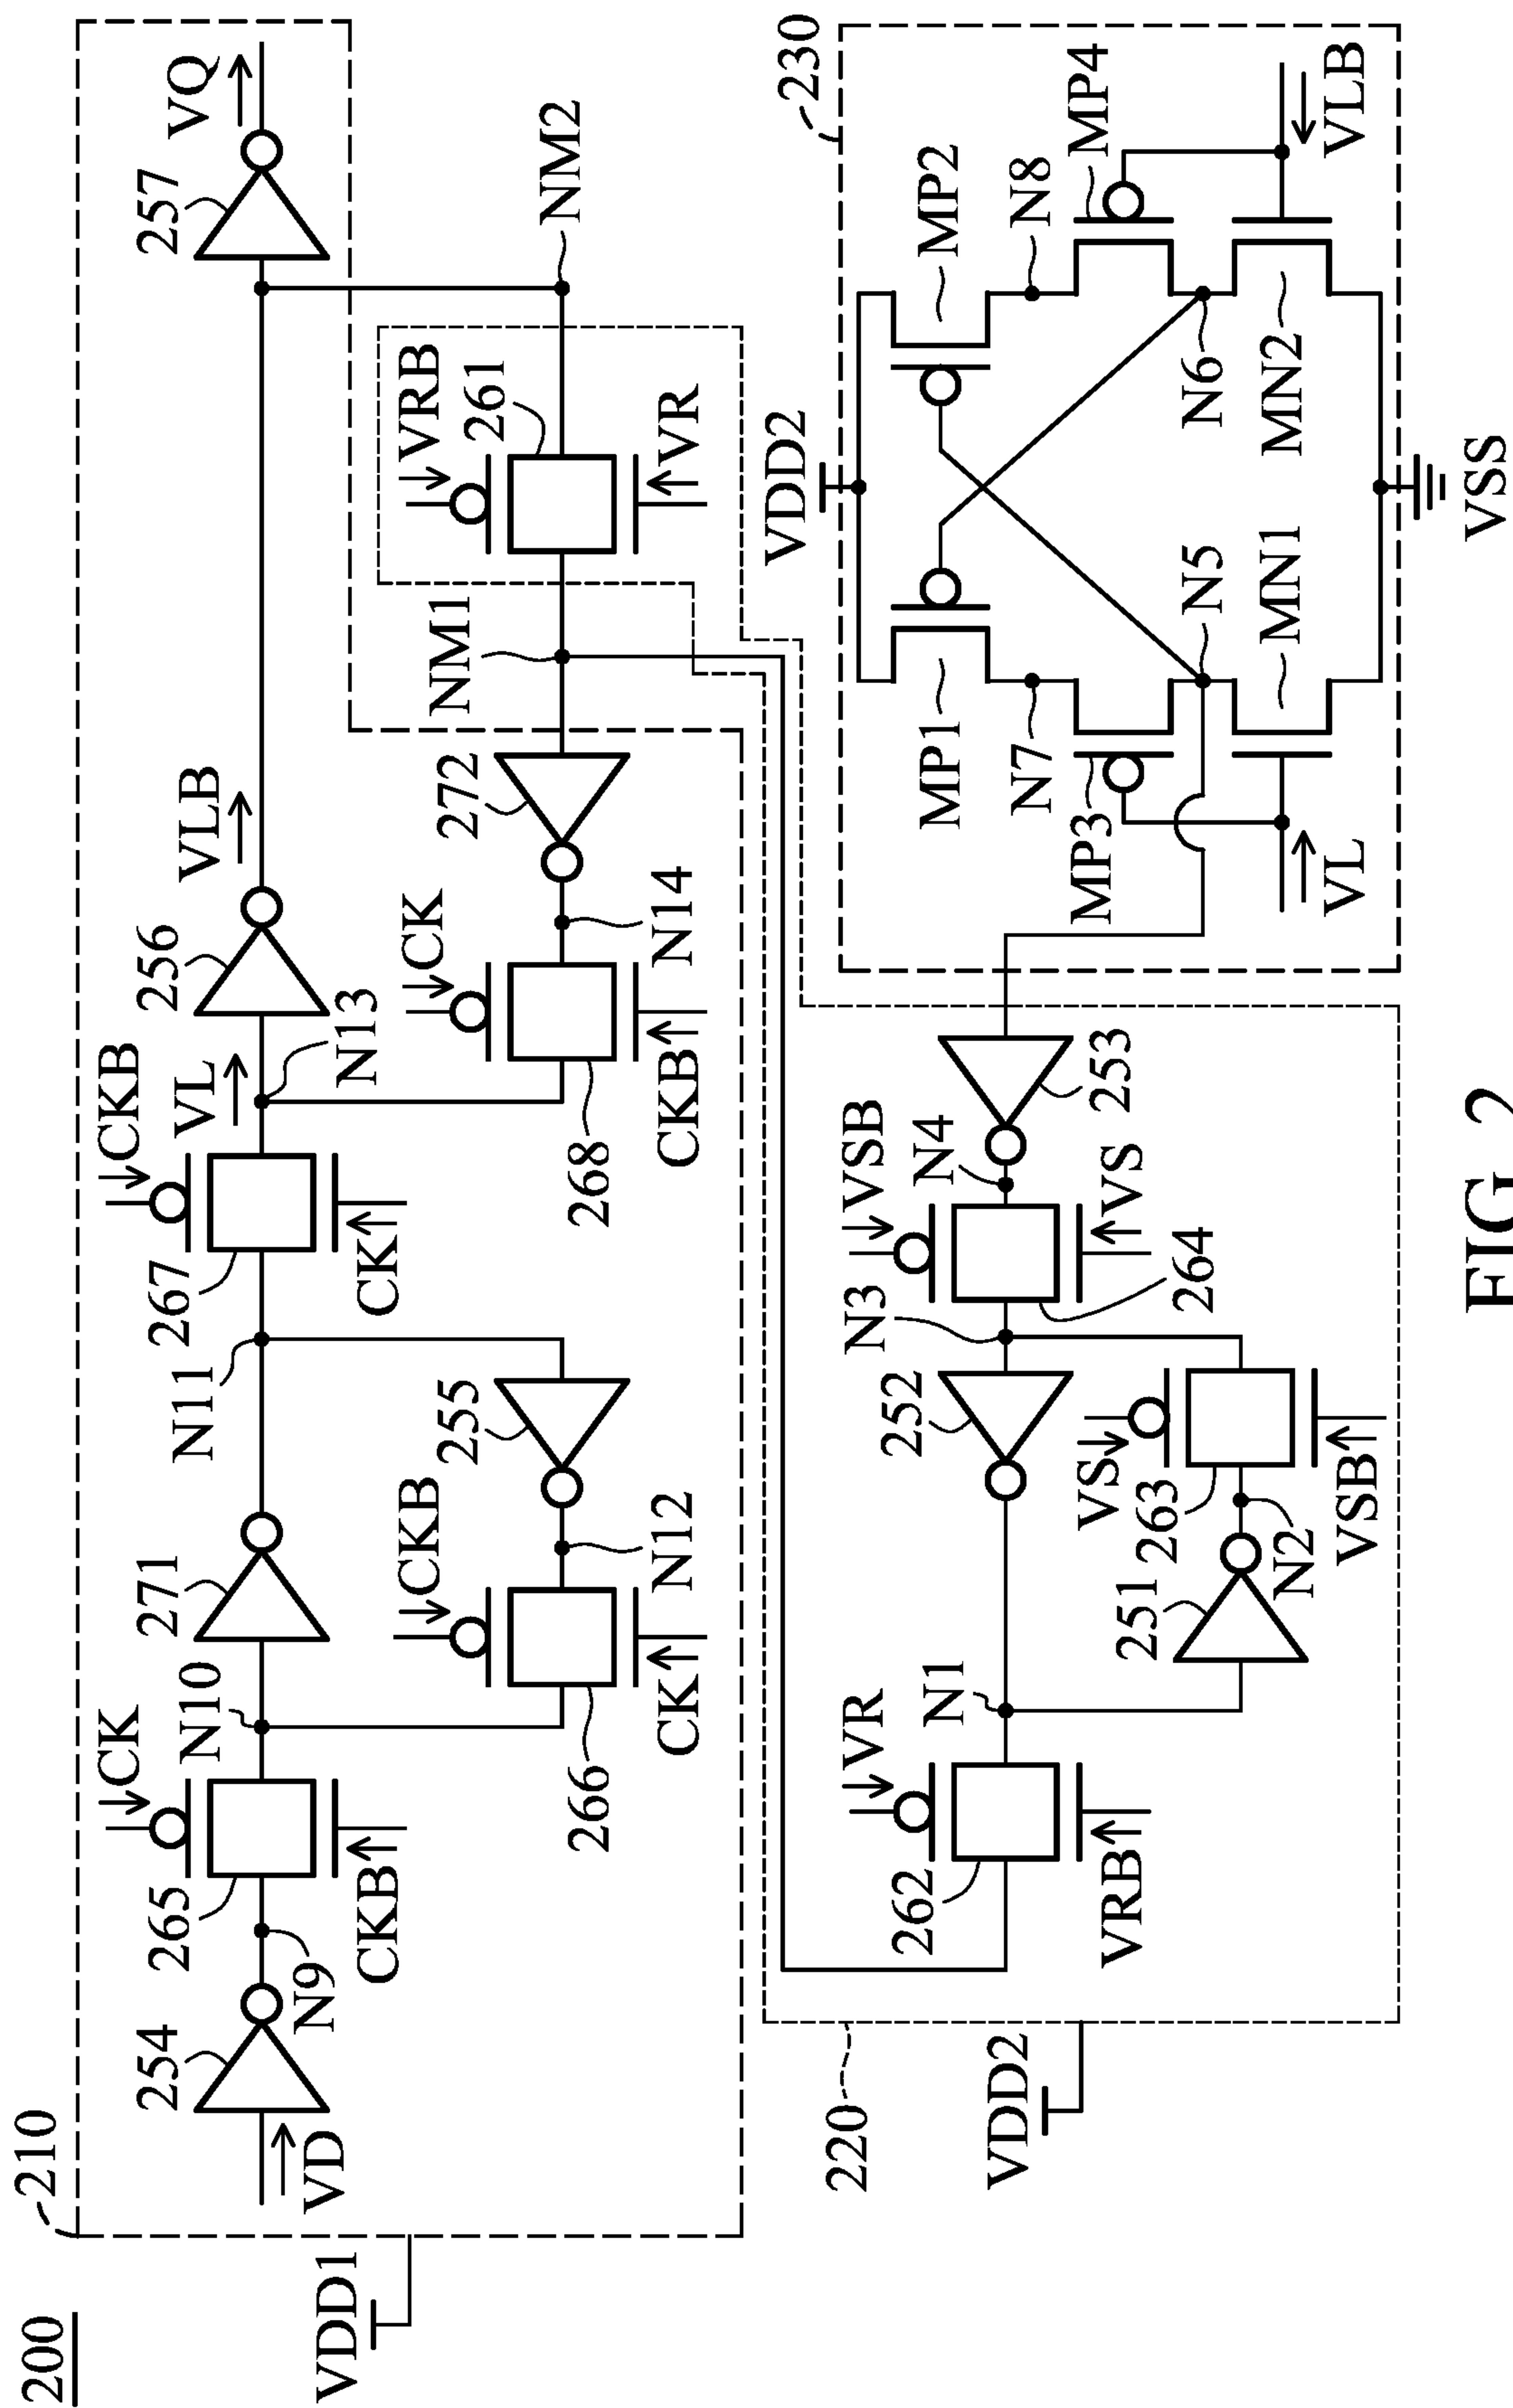 200
210
VDD1
VD
254
N9
265
CK
CKB
N10
271
266
CKB
CK
N12
255
N11
267
CKB
CK
VL
N13
256
VLB
268
CK
CKB
N14
272
NM1
VRB
261
VR
NM2
257
VQ
220
VDD2
262
VR
VRB
N1
252
251
N2
263
VS
VSB
N3
264
VSB
VS
N4
253
230
VDD2
MP1
MP2
N7
N8
MP3
MP4
N5
N6
MN1
MN2
VL
VLB
VSS
FIG. 2